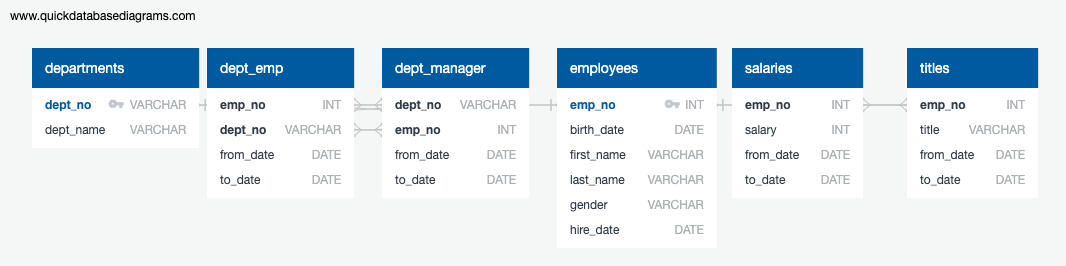 www.quickdatabasediagrams.com
departments
dept_no VARCHAR
dept_name VARCHAR
dept_emp
emp_no INT
dept_no VARCHAR
from_date DATE
to_date DATE
dept_manager
dept_no VARCHAR
emp_no INT
from_date DATE
to_date DATE
employees
emp_no INT
birth_date DATE
first_name VARCHAR
last_name VARCHAR
gender VARCHAR
hire_date DATE
salaries
emp_no INT
salary INT
from_date DATE
to_date DATE
titles
emp_no INT
title VARCHAR
from_date DATE
to_date DATE